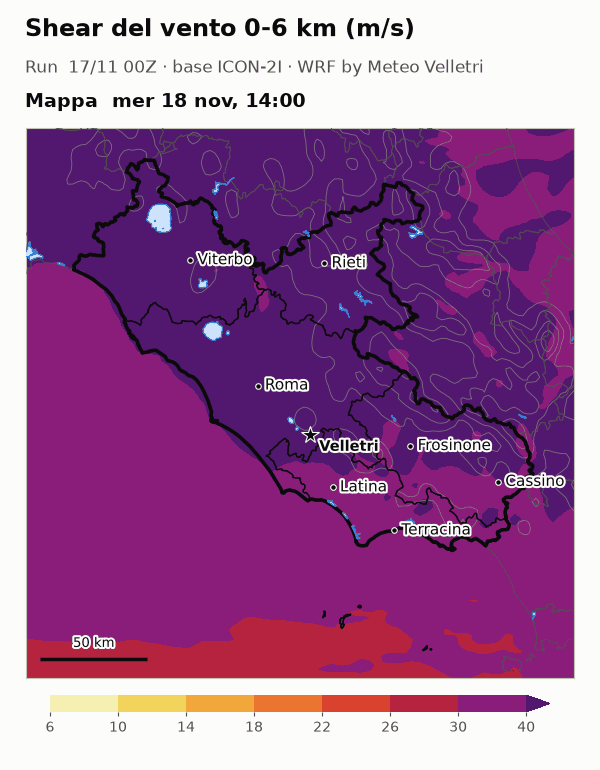 Shear del vento 0-6 km (m/s)
Run  17/11 00Z · base ICON-2I · WRF by Meteo Velletri
Mappa  mer 18 nov, 14:00
Viterbo
Rieti
Roma
Velletri
Frosinone
Cassino
Latina
Terracina
50 km
6 10 14 18 22 26 30 40